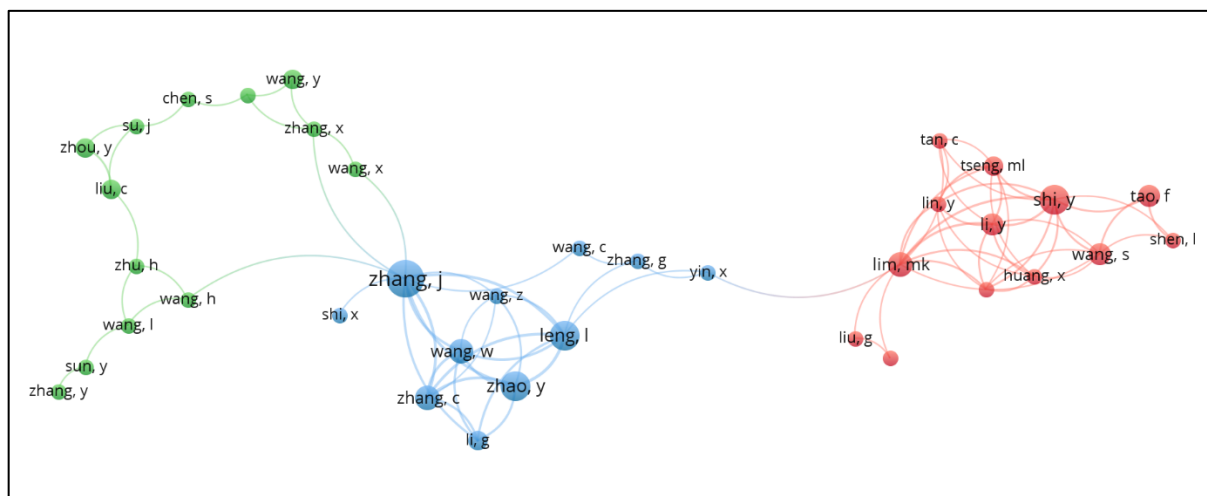 wang, y
chen, s
su, j
zhang, x
zhou, y
wang, x
liu, c
zhu, h
wang, h
wang, l
sun, y
zhang, y
wang, c
zhang, g
yin, x
zhang, j
wang, z
shi, x
leng, l
wang, w
zhao, y
zhang, c
li, g
tan, c
tseng, ml
shi, y
tao, f
lin, y
li, y
shen, l
wang, s
lim, mk
huang, x
liu, g